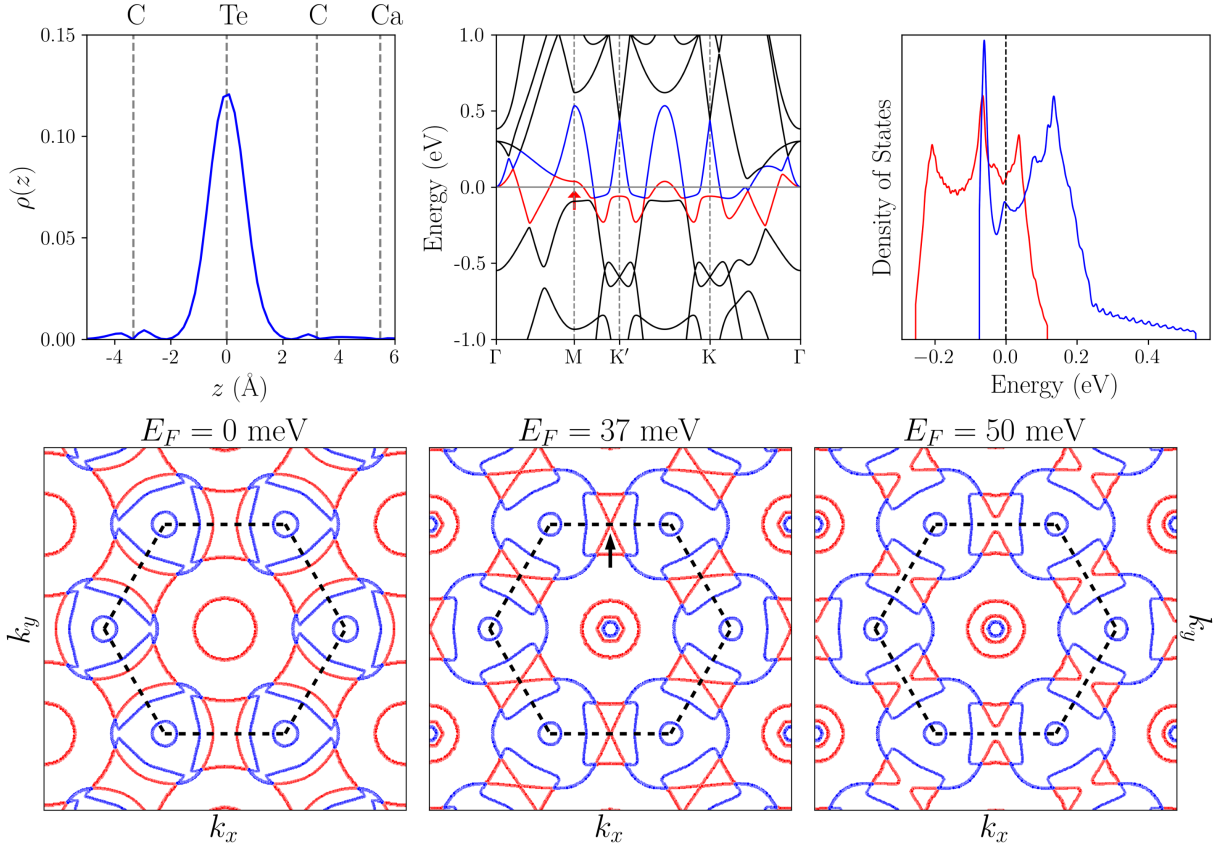 C Te C Ca
0.15
0.10
0.05
0.00
ρ(z)
-4 -2 0 2 4 6
z (Å)
1.0
0.5
0.0
-0.5
-1.0
Energy (eV)
Γ M K′ K Γ
Density of States
−0.2 0.0 0.2 0.4
Energy (eV)
E_F = 0 meV
E_F = 37 meV
E_F = 50 meV
k_y
k_y
k_x
k_x
k_x